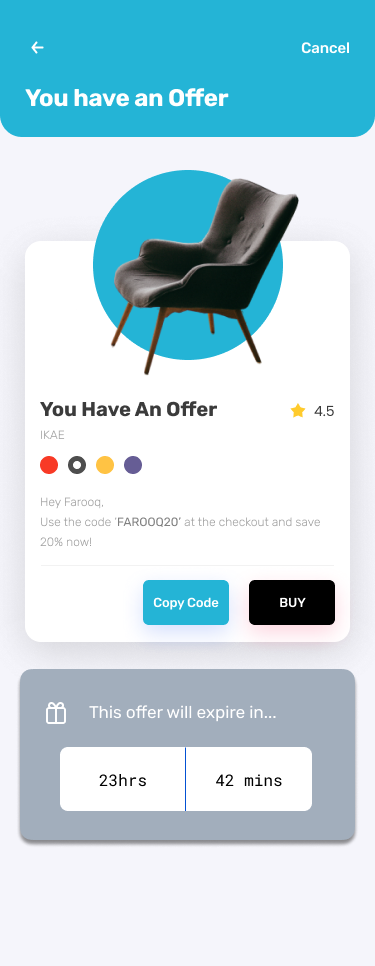 Cancel
You have an Offer
You Have An Offer
4.5
IKAE
Hey Farooq,
Use the code 'FAROOQ20' at the checkout and save
20% now!
Copy Code
BUY
This offer will expire in...
23hrs
42 mins